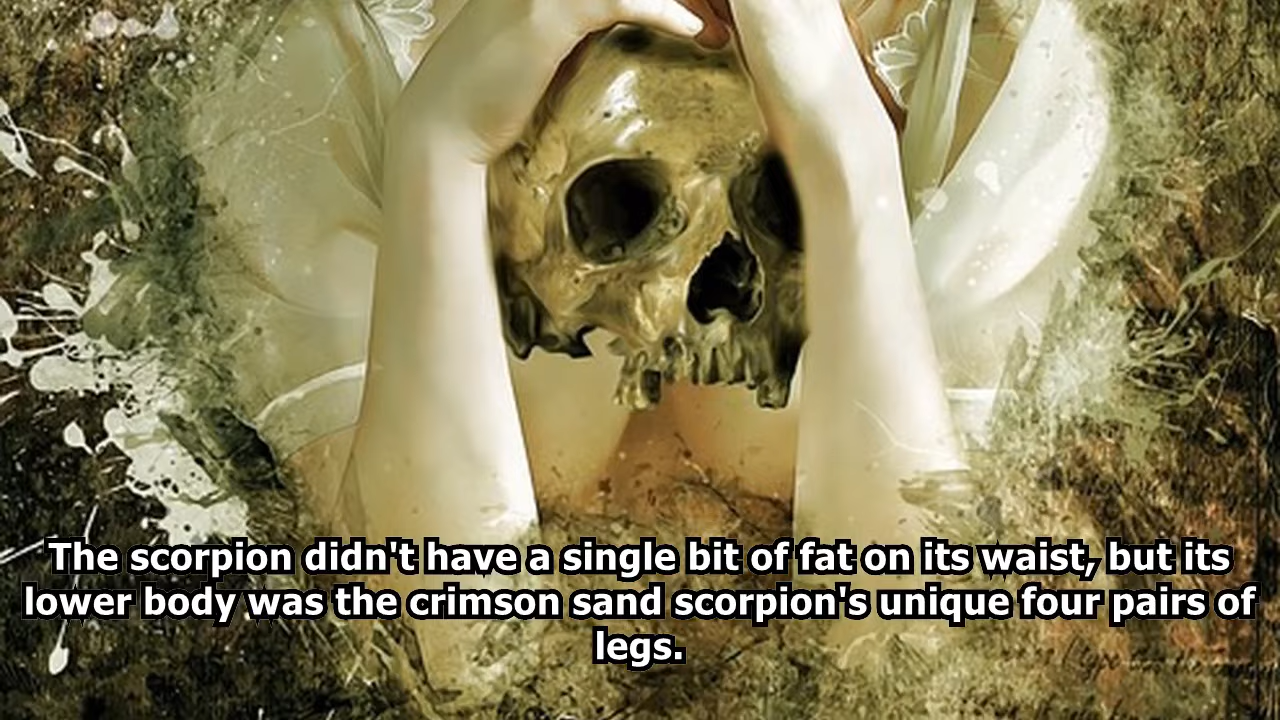 The scorpion didn't have a single bit of fat on its waist, but its
lower body was the crimson sand scorpion's unique four pairs of
legs.